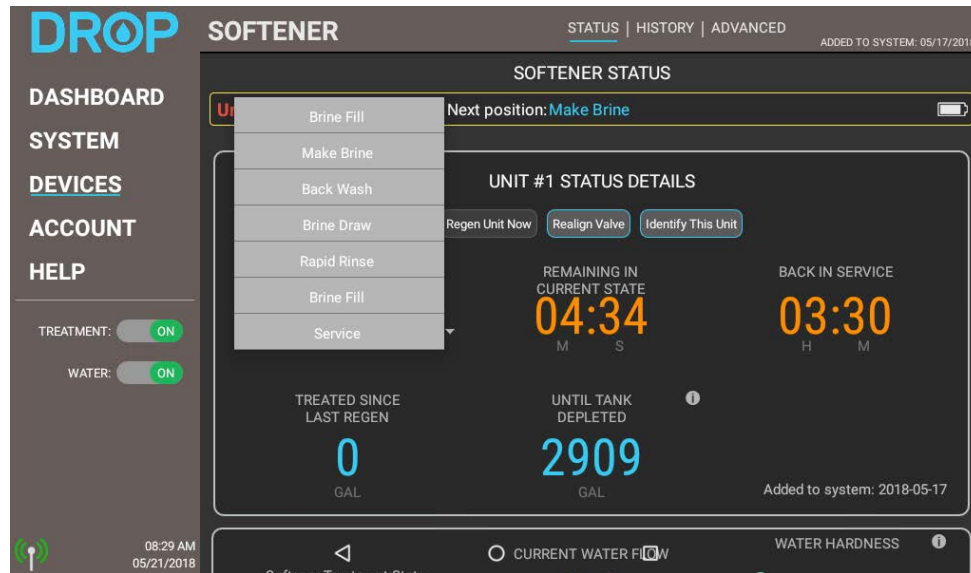 DROP
SOFTENER
STATUS | HISTORY | ADVANCED
ADDED TO SYSTEM: 05/17/201
DASHBOARD
SYSTEM
DEVICES
ACCOUNT
HELP
TREATMENT: ON
WATER: ON
08:29 AM
05/21/2018
SOFTENER STATUS
Next position: Make Brine
Brine Fill
Make Brine
Back Wash
Brine Draw
Rapid Rinse
Brine Fill
Service
UNIT #1 STATUS DETAILS
Regen Unit Now
Realign Valve
Identify This Unit
REMAINING IN
CURRENT STATE
04:34
M S
BACK IN SERVICE
03:30
H M
TREATED SINCE
LAST REGEN
0
GAL
UNTIL TANK
DEPLETED
2909
GAL
Added to system: 2018-05-17
CURRENT WATER FLOW
WATER HARDNESS